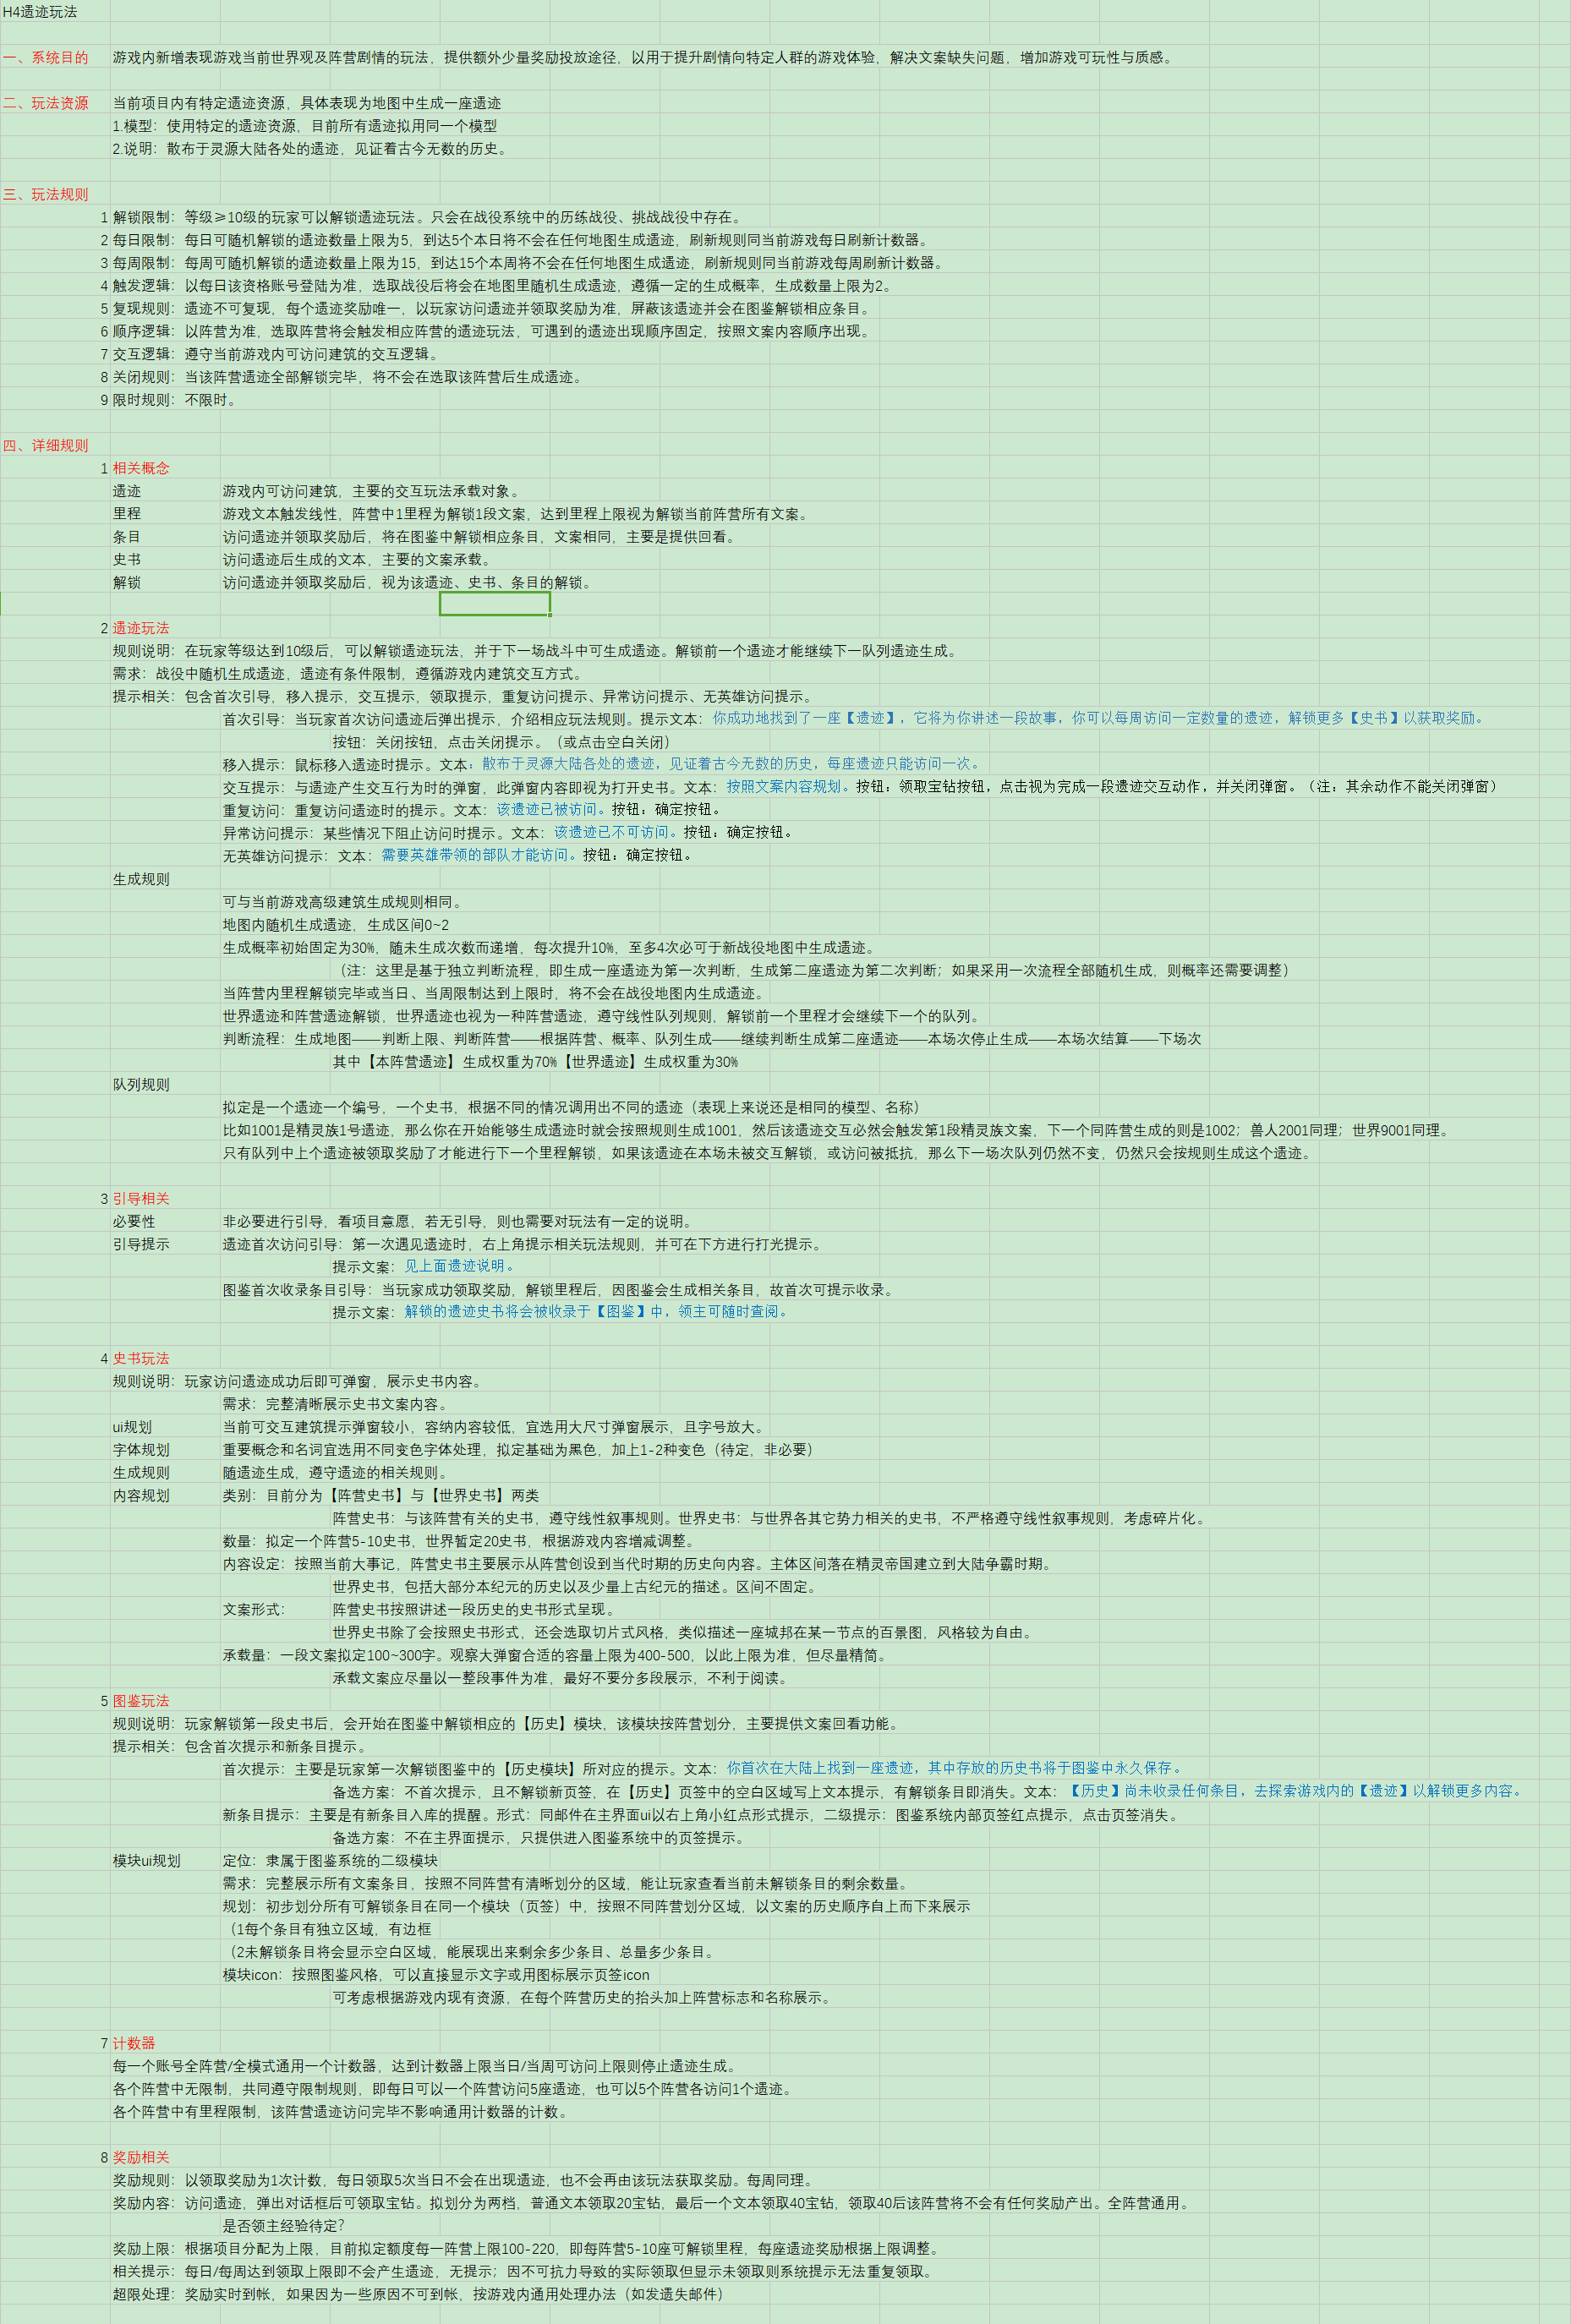 H4遗迹玩法
一、系统目的 游戏内新增表现游戏当前世界观及阵营剧情的玩法，提供额外少量奖励投放途径，以用于提升剧情向特定人群的游戏体验，解决文案缺失问题，增加游戏可玩性与质感。
二、玩法资源 当前项目内有特定遗迹资源，具体表现为地图中生成一座遗迹
1.模型：使用特定的遗迹资源，目前所有遗迹拟用同一个模型
2.说明：散布于灵源大陆各处的遗迹，见证着古今无数的历史。
三、玩法规则
1 解锁限制：等级≥10级的玩家可以解锁遗迹玩法。只会在战役系统中的历练战役、挑战战役中存在。
2 每日限制：每日可随机解锁的遗迹数量上限为5，到达5个本日将不会在任何地图生成遗迹，刷新规则同当前游戏每日刷新计数器。
3 每周限制：每周可随机解锁的遗迹数量上限为15，到达15个本周将不会在任何地图生成遗迹，刷新规则同当前游戏每周刷新计数器。
4 触发逻辑：以每日该资格账号登陆为准，选取战役后将会在地图里随机生成遗迹，遵循一定的生成概率，生成数量上限为2。
5 复现规则：遗迹不可复现，每个遗迹奖励唯一，以玩家访问遗迹并领取奖励为准，屏蔽该遗迹并会在图鉴解锁相应条目。
6 顺序逻辑：以阵营为准，选取阵营将会触发相应阵营的遗迹玩法，可遇到的遗迹出现顺序固定，按照文案内容顺序出现。
7 交互逻辑：遵守当前游戏内可访问建筑的交互逻辑。
8 关闭规则：当该阵营遗迹全部解锁完毕，将不会在选取该阵营后生成遗迹。
9 限时规则：不限时。
四、详细规则
1 相关概念
遗迹 游戏内可访问建筑，主要的交互玩法承载对象。
里程 游戏文本触发线性，阵营中1里程为解锁1段文案，达到里程上限视为解锁当前阵营所有文案。
条目 访问遗迹并领取奖励后，将在图鉴中解锁相应条目，文案相同，主要是提供回看。
史书 访问遗迹后生成的文本，主要的文案承载。
解锁 访问遗迹并领取奖励后，视为该遗迹、史书、条目的解锁。
2 遗迹玩法
规则说明：在玩家等级达到10级后，可以解锁遗迹玩法，并于下一场战斗中可生成遗迹。解锁前一个遗迹才能继续下一队列遗迹生成。
需求：战役中随机生成遗迹，遗迹有条件限制，遵循游戏内建筑交互方式。
提示相关：包含首次引导，移入提示，交互提示，领取提示，重复访问提示、异常访问提示、无英雄访问提示。
首次引导：当玩家首次访问遗迹后弹出提示，介绍相应玩法规则。提示文本：你成功地找到了一座【遗迹】，它将为你讲述一段故事，你可以每周访问一定数量的遗迹，解锁更多【史书】以获取奖励。
按钮：关闭按钮，点击关闭提示。（或点击空白关闭）
移入提示：鼠标移入遗迹时提示。文本：散布于灵源大陆各处的遗迹，见证着古今无数的历史，每座遗迹只能访问一次。
交互提示：与遗迹产生交互行为时的弹窗，此弹窗内容即视为打开史书。文本：按照文案内容规划。按钮：领取宝钻按钮，点击视为完成一段遗迹交互动作，并关闭弹窗。（注：其余动作不能关闭弹窗）
重复访问：重复访问遗迹时的提示。文本：该遗迹已被访问。按钮：确定按钮。
异常访问提示：某些情况下阻止访问时提示。文本：该遗迹已不可访问。按钮：确定按钮。
无英雄访问提示：文本：需要英雄带领的部队才能访问。按钮：确定按钮。
生成规则
可与当前游戏高级建筑生成规则相同。
地图内随机生成遗迹，生成区间0~2
生成概率初始固定为30%，随未生成次数而递增，每次提升10%，至多4次必可于新战役地图中生成遗迹。
（注：这里是基于独立判断流程，即生成一座遗迹为第一次判断，生成第二座遗迹为第二次判断；如果采用一次流程全部随机生成，则概率还需要调整）
当阵营内里程解锁完毕或当日、当周限制达到上限时，将不会在战役地图内生成遗迹。
世界遗迹和阵营遗迹解锁，世界遗迹也视为一种阵营遗迹，遵守线性队列规则，解锁前一个里程才会继续下一个的队列。
判断流程：生成地图——判断上限、判断阵营——根据阵营、概率、队列生成——继续判断生成第二座遗迹——本场次停止生成——本场次结算——下场次
其中【本阵营遗迹】生成权重为70%【世界遗迹】生成权重为30%
队列规则
拟定是一个遗迹一个编号，一个史书，根据不同的情况调用出不同的遗迹（表现上来说还是相同的模型、名称）
比如1001是精灵族1号遗迹，那么你在开始能够生成遗迹时就会按照规则生成1001，然后该遗迹交互必然会触发第1段精灵族文案，下一个同阵营生成的则是1002；兽人2001同理；世界9001同理。
只有队列中上个遗迹被领取奖励了才能进行下一个里程解锁，如果该遗迹在本场未被交互解锁，或访问被抵抗，那么下一场次队列仍然不变，仍然只会按规则生成这个遗迹。
3 引导相关
必要性 非必要进行引导，看项目意愿，若无引导，则也需要对玩法有一定的说明。
引导提示 遗迹首次访问引导：第一次遇见遗迹时，右上角提示相关玩法规则，并可在下方进行打光提示。
提示文案：见上面遗迹说明。
图鉴首次收录条目引导：当玩家成功领取奖励，解锁里程后，因图鉴会生成相关条目，故首次可提示收录。
提示文案：解锁的遗迹史书将会被收录于【图鉴】中，领主可随时查阅。
4 史书玩法
规则说明：玩家访问遗迹成功后即可弹窗，展示史书内容。
需求：完整清晰展示史书文案内容。
ui规划 当前可交互建筑提示弹窗较小，容纳内容较低，宜选用大尺寸弹窗展示，且字号放大。
字体规划 重要概念和名词宜选用不同变色字体处理，拟定基础为黑色，加上1-2种变色（待定，非必要）
生成规则 随遗迹生成，遵守遗迹的相关规则。
内容规划 类别：目前分为【阵营史书】与【世界史书】两类
阵营史书：与该阵营有关的史书，遵守线性叙事规则。世界史书：与世界各其它势力相关的史书，不严格遵守线性叙事规则，考虑碎片化。
数量：拟定一个阵营5-10史书，世界暂定20史书，根据游戏内容增减调整。
内容设定：按照当前大事记，阵营史书主要展示从阵营创设到当代时期的历史向内容。主体区间落在精灵帝国建立到大陆争霸时期。
世界史书，包括大部分本纪元的历史以及少量上古纪元的描述。区间不固定。
文案形式： 阵营史书按照讲述一段历史的史书形式呈现。
世界史书除了会按照史书形式，还会选取切片式风格，类似描述一座城邦在某一节点的百景图，风格较为自由。
承载量：一段文案拟定100~300字。观察大弹窗合适的容量上限为400-500，以此上限为准，但尽量精简。
承载文案应尽量以一整段事件为准，最好不要分多段展示，不利于阅读。
5 图鉴玩法
规则说明：玩家解锁第一段史书后，会开始在图鉴中解锁相应的【历史】模块，该模块按阵营划分，主要提供文案回看功能。
提示相关：包含首次提示和新条目提示。
首次提示：主要是玩家第一次解锁图鉴中的【历史模块】所对应的提示。文本：你首次在大陆上找到一座遗迹，其中存放的历史书将于图鉴中永久保存。
备选方案：不首次提示，且不解锁新页签，在【历史】页签中的空白区域写上文本提示，有解锁条目即消失。文本：【历史】尚未收录任何条目，去探索游戏内的【遗迹】以解锁更多内容。
新条目提示：主要是有新条目入库的提醒。形式：同邮件在主界面ui以右上角小红点形式提示，二级提示：图鉴系统内部页签红点提示，点击页签消失。
备选方案：不在主界面提示，只提供进入图鉴系统中的页签提示。
模块ui规划 定位：隶属于图鉴系统的二级模块
需求：完整展示所有文案条目，按照不同阵营有清晰划分的区域，能让玩家查看当前未解锁条目的剩余数量。
规划：初步划分所有可解锁条目在同一个模块（页签）中，按照不同阵营划分区域，以文案的历史顺序自上而下来展示
（1每个条目有独立区域，有边框
（2未解锁条目将会显示空白区域，能展现出来剩余多少条目、总量多少条目。
模块icon：按照图鉴风格，可以直接显示文字或用图标展示页签icon
可考虑根据游戏内现有资源，在每个阵营历史的抬头加上阵营标志和名称展示。
7 计数器
每一个账号全阵营/全模式通用一个计数器，达到计数器上限当日/当周可访问上限则停止遗迹生成。
各个阵营中无限制，共同遵守限制规则，即每日可以一个阵营访问5座遗迹，也可以5个阵营各访问1个遗迹。
各个阵营中有里程限制，该阵营遗迹访问完毕不影响通用计数器的计数。
8 奖励相关
奖励规则：以领取奖励为1次计数，每日领取5次当日不会在出现遗迹，也不会再由该玩法获取奖励。每周同理。
奖励内容：访问遗迹，弹出对话框后可领取宝钻。拟划分为两档，普通文本领取20宝钻，最后一个文本领取40宝钻，领取40后该阵营将不会有任何奖励产出。全阵营通用。
是否领主经验待定？
奖励上限：根据项目分配为上限，目前拟定额度每一阵营上限100-220，即每阵营5-10座可解锁里程，每座遗迹奖励根据上限调整。
相关提示：每日/每周达到领取上限即不会产生遗迹，无提示；因不可抗力导致的实际领取但显示未领取则系统提示无法重复领取。
超限处理：奖励实时到帐，如果因为一些原因不可到帐，按游戏内通用处理办法（如发遗失邮件）